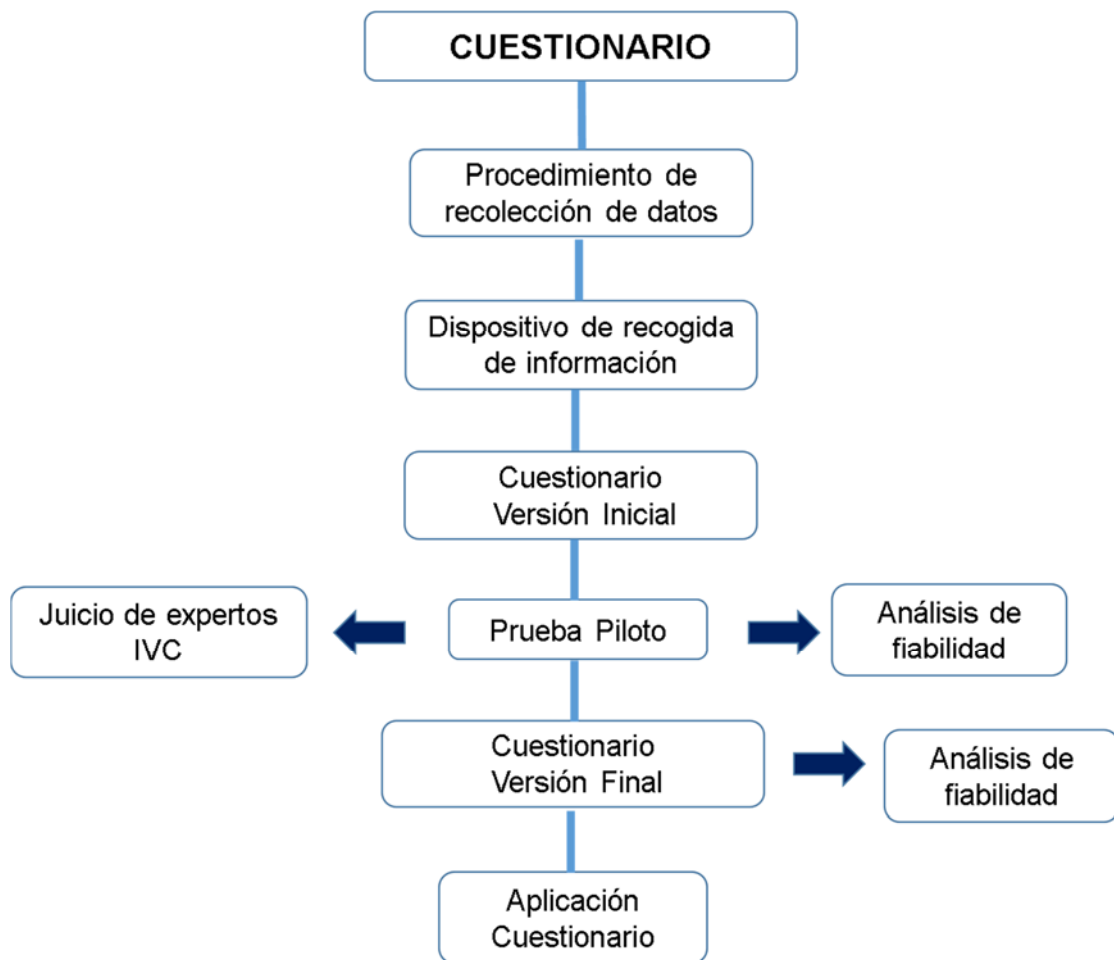 CUESTIONARIO
Procedimiento de
recolección de datos
Dispositivo de recogida
de información
Cuestionario
Versión Inicial
Juicio de expertos
IVC
Prueba Piloto
Análisis de
fiabilidad
Cuestionario
Versión Final
Análisis de
fiabilidad
Aplicación
Cuestionario